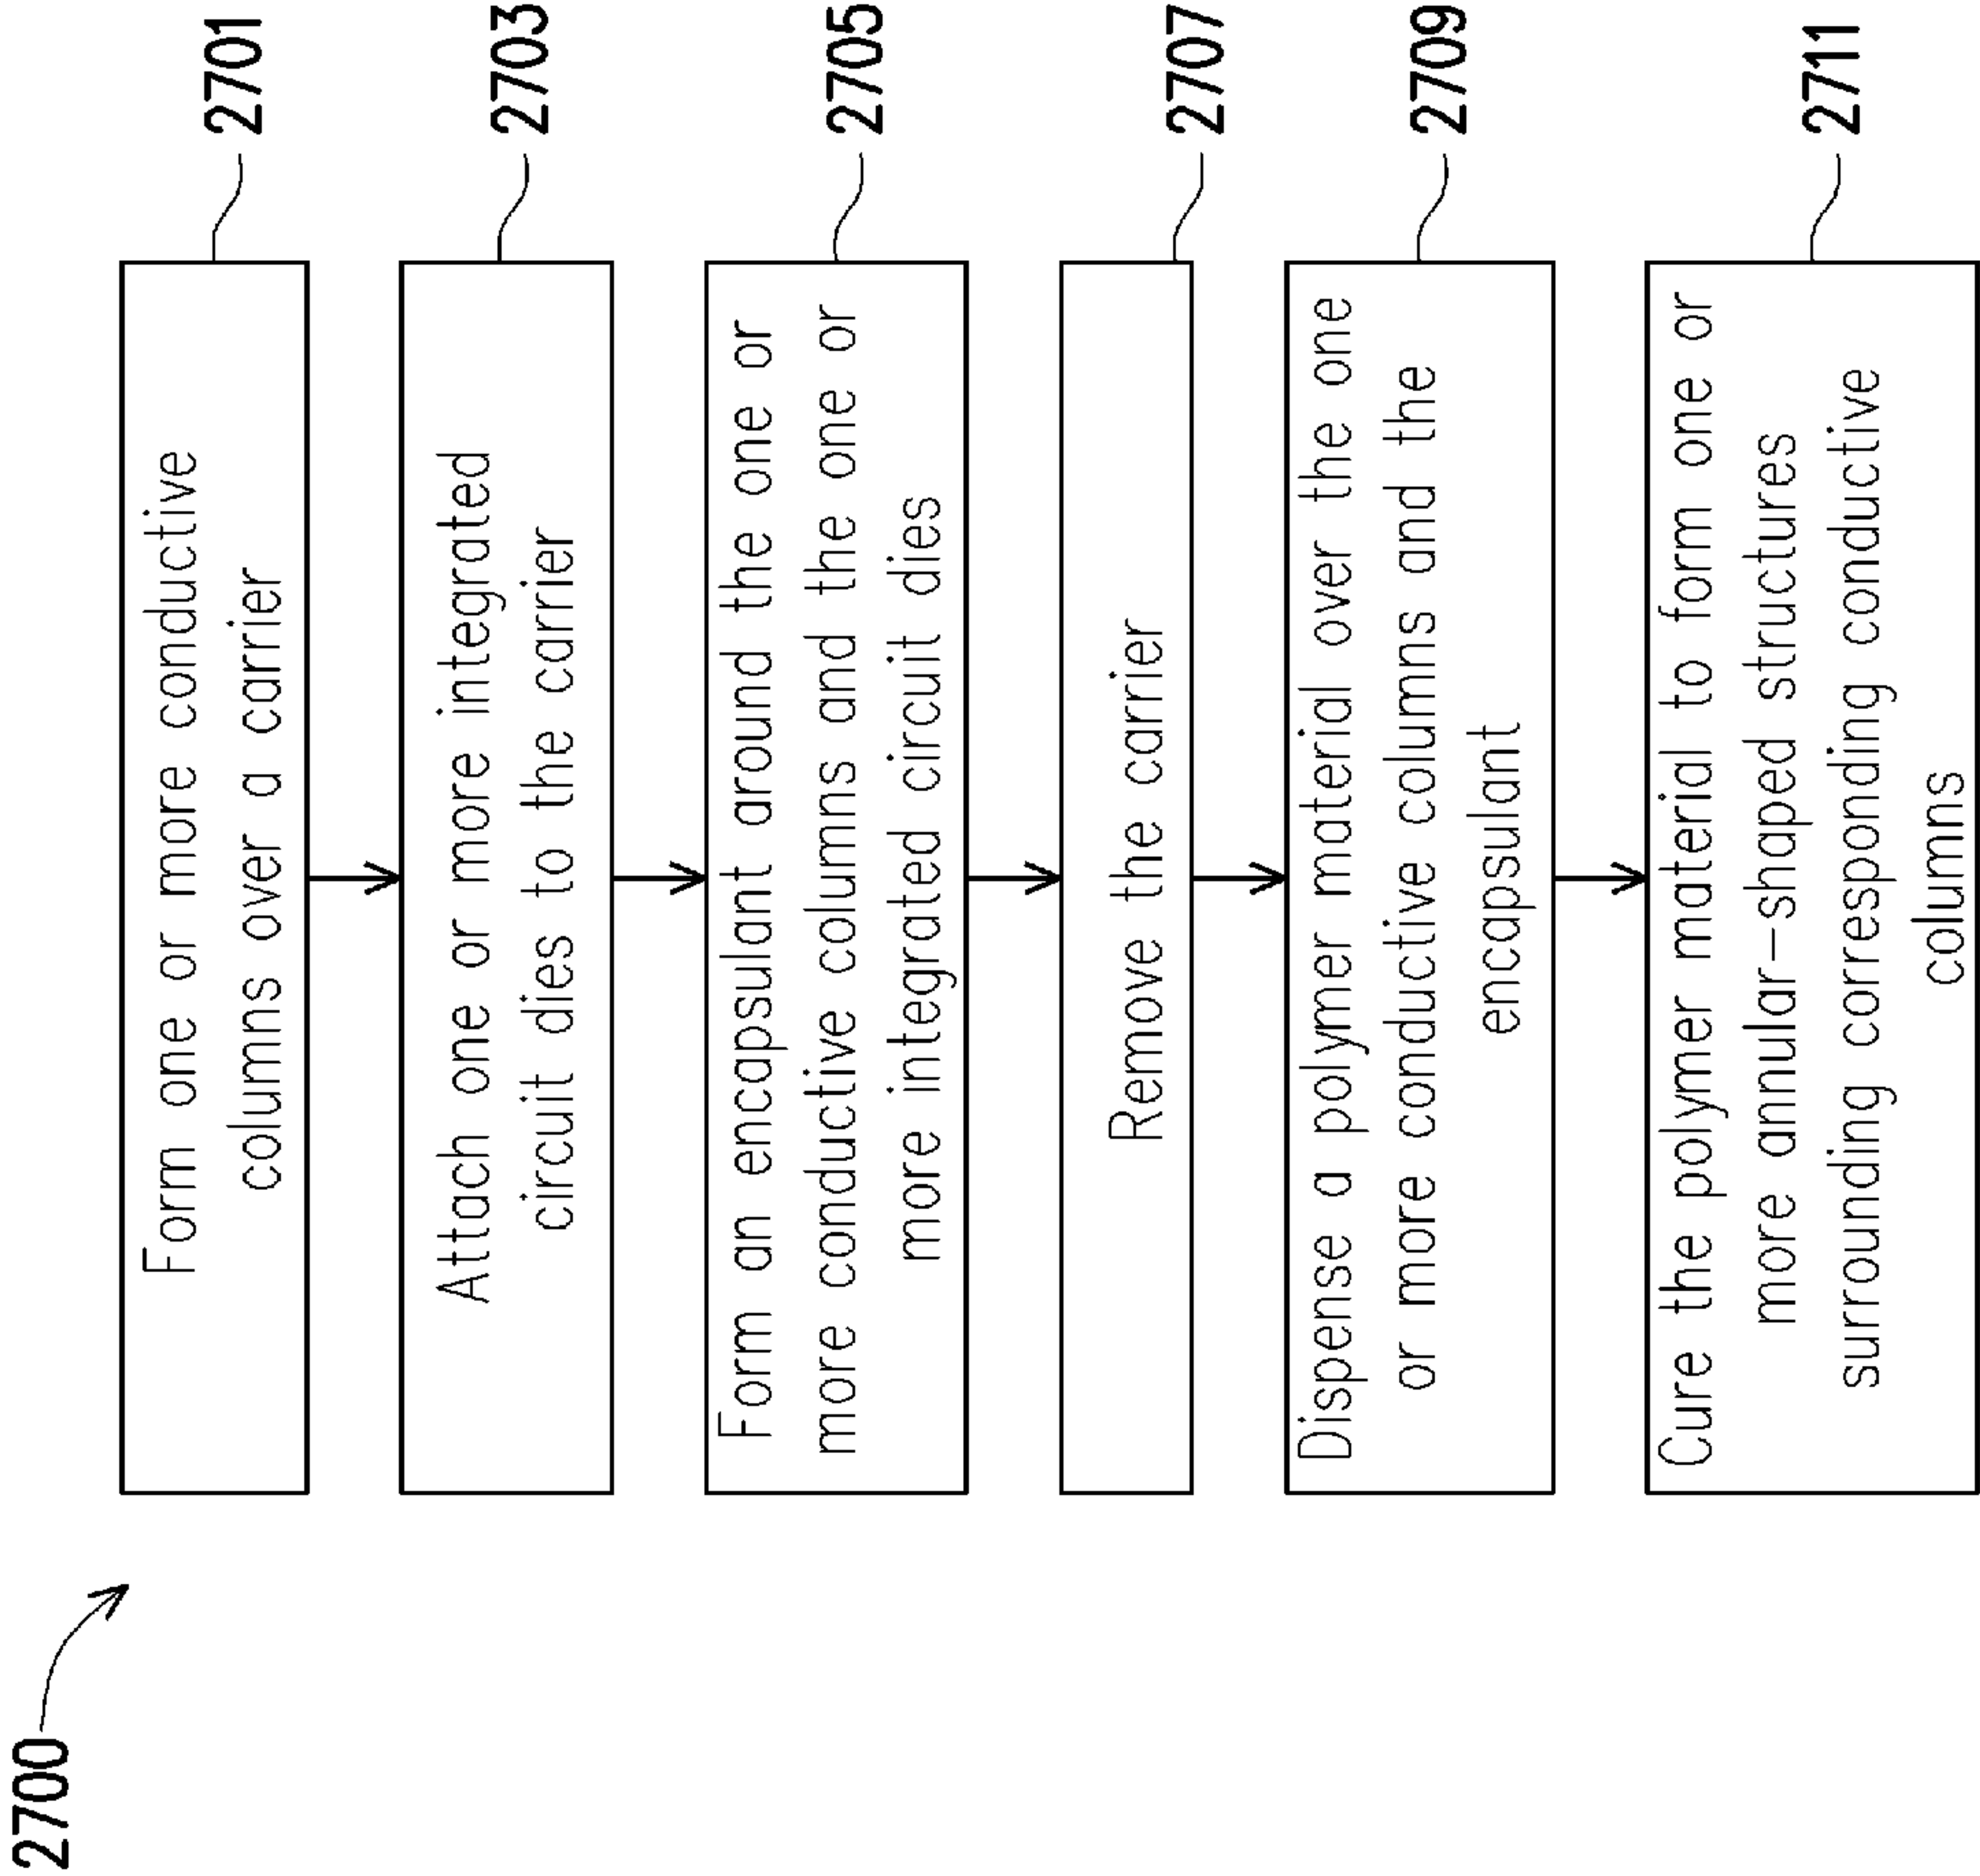 2700
Form one or more conductive
columns over a carrier
2701
Attach one or more integrated
circuit dies to the carrier
2703
Form an encapsulant around the one or
more conductive columns and the one or
more integrated circuit dies
2705
Remove the carrier
2707
Dispense a polymer material over the one
or more conductive columns and the
encapsulant
2709
Cure the polymer material to form one or
more annular-shaped structures
surrounding corresponding conductive
columns
2711